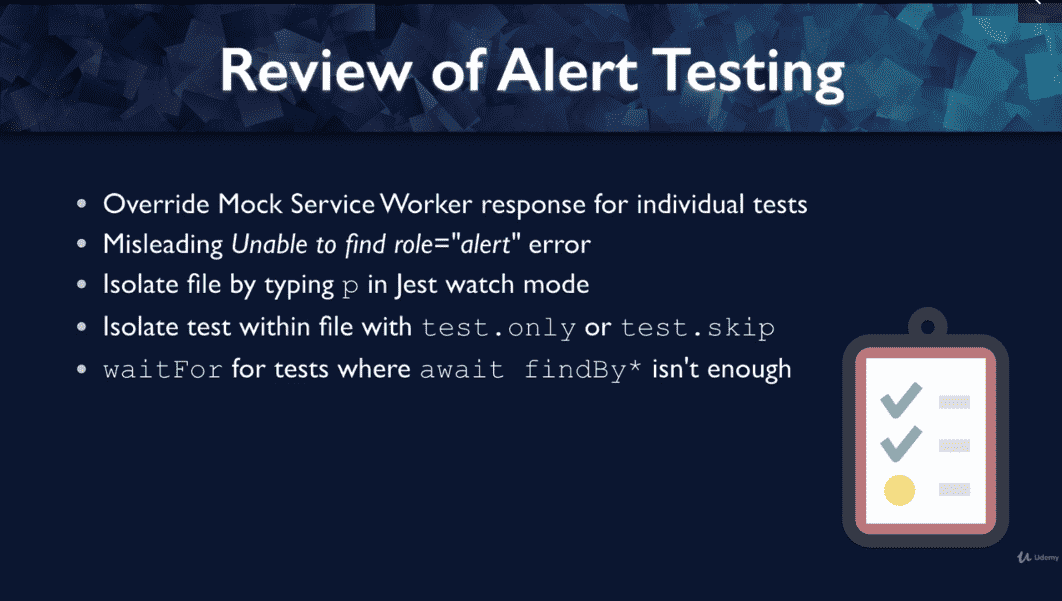 Review of Alert Testing
• Override Mock Service Worker response for individual tests
• Misleading Unable to find role="alert" error
• Isolate file by typing p in Jest watch mode
• Isolate test within file with test.only or test.skip
• waitFor for tests where await findBy* isn't enough
Udemy